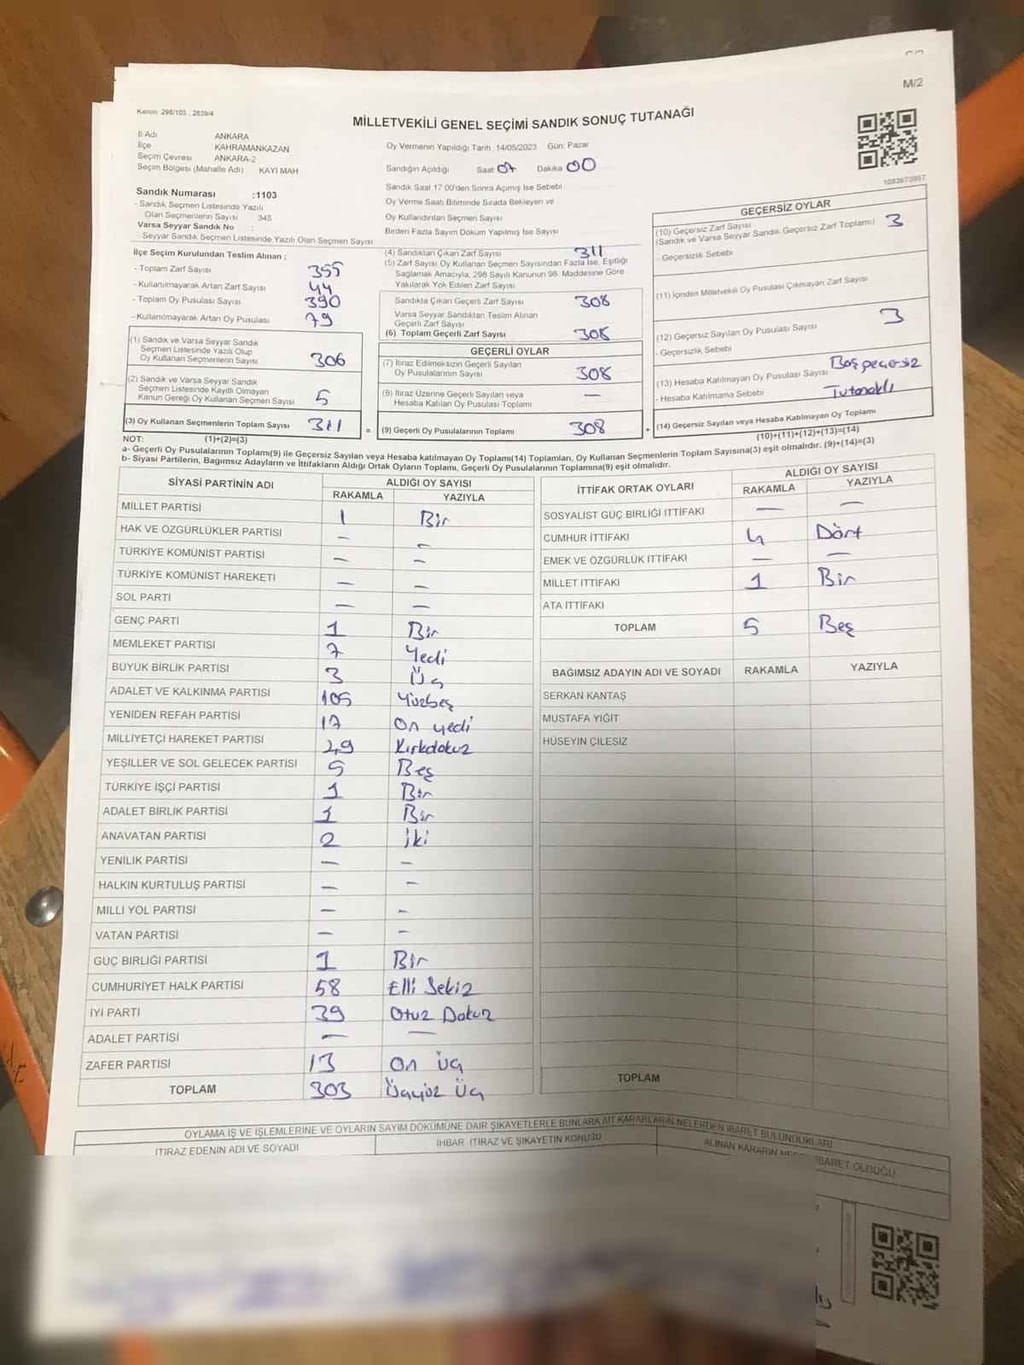 M/2
Kanun: 298/105 , 2839/4
MİLLETVEKİLİ GENEL SEÇİMİ SANDIK SONUÇ TUTANAĞI
İl Adı ANKARA
İlçe KAHRAMANKAZAN
Seçim Çevresi ANKARA-2
Seçim Bölgesi (Mahalle Adı) KAYI MAH
Oy Vermenin Yapıldığı Tarih 14/05/2023 Gün: Pazar
Sandığın Açıldığı Saat 07 Dakika 00
Sandık Saat 17.00'den Sonra Açılmış İse Sebebi
Oy Verme Saati Bitiminde Sırada Bekleyen ve
Oy Kullandırılan Seçmen Sayısı
Birden Fazla Sayım Döküm Yapılmış İse Sayısı
Sandık Numarası :1103
- Sandık Seçmen Listesinde Yazılı
Olan Seçmenlerin Sayısı 345
Varsa Seyyar Sandık No :
Seyyar Sandık Seçmen Listesinde Yazılı Olan Seçmen Sayısı
İlçe Seçim Kurulundan Teslim Alınan ;
- Toplam Zarf Sayısı 355
- Kullanılmayarak Artan Zarf Sayısı 44
- Toplam Oy Pusulası Sayısı 390
- Kullanılmayarak Artan Oy Pusulası 79
(1) Sandık ve Varsa Seyyar Sandık
Seçmen Listesinde Yazılı Olup
Oy Kullanan Seçmenlerin Sayısı 306
(2) Sandık ve Varsa Seyyar Sandık
Seçmen Listesinde Kayıtlı Olmayan
Kanun Gereği Oy Kullanan Seçmen Sayısı 5
(3) Oy Kullanan Seçmenlerin Toplam Sayısı 311 =
(4) Sandıktan Çıkan Zarf Sayısı 311
(5) Zarf Sayısı Oy Kullanan Seçmen Sayısından Fazla İse, Eşitliği
Sağlamak Amacıyla, 298 Sayılı Kanunun 98. Maddesine Göre
Yakılarak Yok Edilen Zarf Sayısı
Sandıkta Çıkan Geçerli Zarf Sayısı 308
Varsa Seyyar Sandıktan Teslim Alınan
Geçerli Zarf Sayısı
(6) Toplam Geçerli Zarf Sayısı 308
GEÇERLİ OYLAR
(7) İtiraz Edilmeksizin Geçerli Sayılan
Oy Pusulalarının Sayısı 308
(8) İtiraz Üzerine Geçerli Sayılan ve
Hesaba Katılan Oy Pusulası Toplamı —
(9) Geçerli Oy Pusulalarının Toplamı 308 +
1082673907
GEÇERSİZ OYLAR
(10) Geçersiz Zarf Sayısı
(Sandık ve Varsa Seyyar Sandık Geçersiz Zarf Toplamı) 3
- Geçersizlik Sebebi
(11) İçinden Milletvekili Oy Pusulası Çıkmayan Zarf Sayısı
(12) Geçersiz Sayılan Oy Pusulası Sayısı 3
- Geçersizlik Sebebi
(13) Hesaba Katılmayan Oy Pusulası Sayısı
- Hesaba Katılmama Sebebi Tutanaklı
(14) Geçersiz Sayılan veya Hesaba Katılmayan Oy Toplamı
(10)+(11)+(12)+(13)=(14)
NOT: (1)+(2)=(3)
a- Geçerli Oy Pusulaların Toplamı(9) ile Geçersiz Sayılan veya Hesaba katılmayan Oy Toplamı(14) Toplamları, Oy Kullanan Seçmenlerin Toplam Sayısına(3) eşit olmalıdır. (9)+(14)=(3)
b- Siyasi Partilerin, Bağımsız Adayların ve İttifakların Aldığı Ortak Oyların Toplamı, Geçerli Oy Pusulalarının Toplamına(9) eşit olmalıdır.
SİYASİ PARTİNİN ADI ALDIĞI OY SAYISI
RAKAMLA YAZIYLA
MİLLET PARTİSİ 1 Bir
HAK VE ÖZGÜRLÜKLER PARTİSİ — —
TÜRKİYE KOMÜNİST PARTİSİ — —
TÜRKİYE KOMÜNİST HAREKETİ — —
SOL PARTİ — —
GENÇ PARTİ 1 Bir
MEMLEKET PARTİSİ 7 Yedi
BÜYÜK BİRLİK PARTİSİ 3 Üç
ADALET VE KALKINMA PARTİSİ 105 Yüzbeş
YENİDEN REFAH PARTİSİ 17 On yedi
MİLLİYETÇİ HAREKET PARTİSİ 49 Kırkdokuz
YEŞİLLER VE SOL GELECEK PARTİSİ 5 Beş
TÜRKİYE İŞÇİ PARTİSİ 1 Bir
ADALET BİRLİK PARTİSİ 1 Bir
ANAVATAN PARTİSİ 2 İki
YENİLİK PARTİSİ — —
HALKIN KURTULUŞ PARTİSİ — —
MİLLİ YOL PARTİSİ — —
VATAN PARTİSİ — —
GÜÇ BİRLİĞİ PARTİSİ 1 Bir
CUMHURİYET HALK PARTİSİ 58 Elli Sekiz
İYİ PARTİ 39 Otuz Dokuz
ADALET PARTİSİ — —
ZAFER PARTİSİ 13 On Üç
TOPLAM 303 Üçyüz Üç
İTTİFAK ORTAK OYLARI ALDIĞI OY SAYISI
RAKAMLA YAZIYLA
SOSYALİST GÜÇ BİRLİĞİ İTTİFAKI — —
CUMHUR İTTİFAKI 4 Dört
EMEK VE ÖZGÜRLÜK İTTİFAKI — —
MİLLET İTTİFAKI 1 Bir
ATA İTTİFAKI
TOPLAM 5 Beş
BAĞIMSIZ ADAYIN ADI VE SOYADI RAKAMLA YAZIYLA
SERKAN KANTAŞ
MUSTAFA YİĞİT
HÜSEYİN ÇİLESİZ
TOPLAM
OYLAMA İŞ VE İŞLEMLERİNE VE OYLARIN SAYIM DÖKÜMÜNE DAİR ŞİKAYETLERLE BUNLARA AİT KARARLARIN NELERDEN İBARET BULUNDUKLARI
İTİRAZ EDENİN ADI VE SOYADI İHBAR, İTİRAZ VE ŞİKAYETİN KONUSU ALINAN KARARIN İBARET OLDUĞU